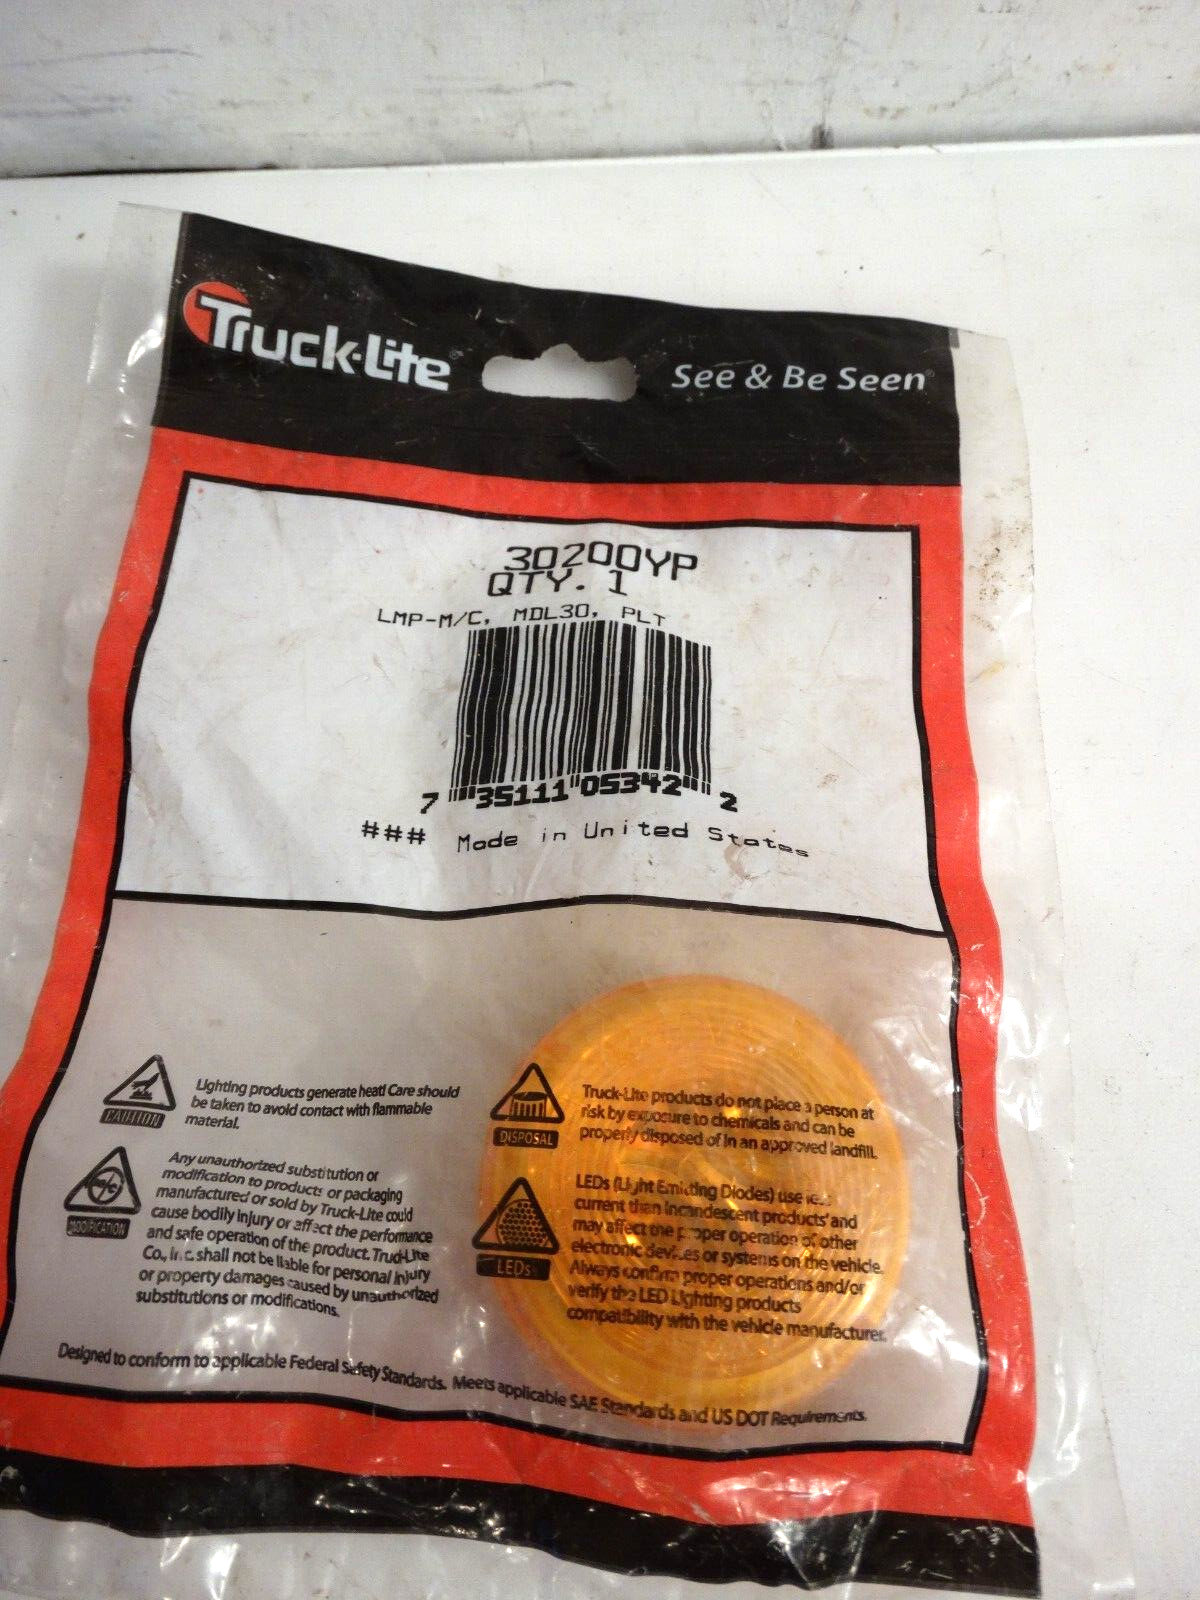 Truck-Lite®
See & Be Seen®
30200YP
QTY. 1
LMP-M/C, MDL30, PLT
7 35111 05342 2
### Made in United States
CAUTION
Lighting products generate heat! Care should
be taken to avoid contact with flammable
material.
MODIFICATION
Any unauthorized substitution or
modification to products or packaging
manufactured or sold by Truck-Lite could
cause bodily injury or affect the performance
and safe operation of the product. Truck-Lite
Co., Inc. shall not be liable for personal injury
or property damages caused by unauthorized
substitutions or modifications.
DISPOSAL
Truck-Lite products do not place a person at
risk by exposure to chemicals and can be
properly disposed of in an approved landfill.
LEDs
LEDs (Light Emitting Diodes) use less
current than incandescent products and
may affect the proper operation of other
electronic devices or systems on the vehicle.
Always confirm proper operations and/or
verify the LED Lighting products
compatibility with the vehicle manufacturer.
Designed to conform to applicable Federal Safety Standards. Meets applicable SAE Standards and US DOT Requirements.